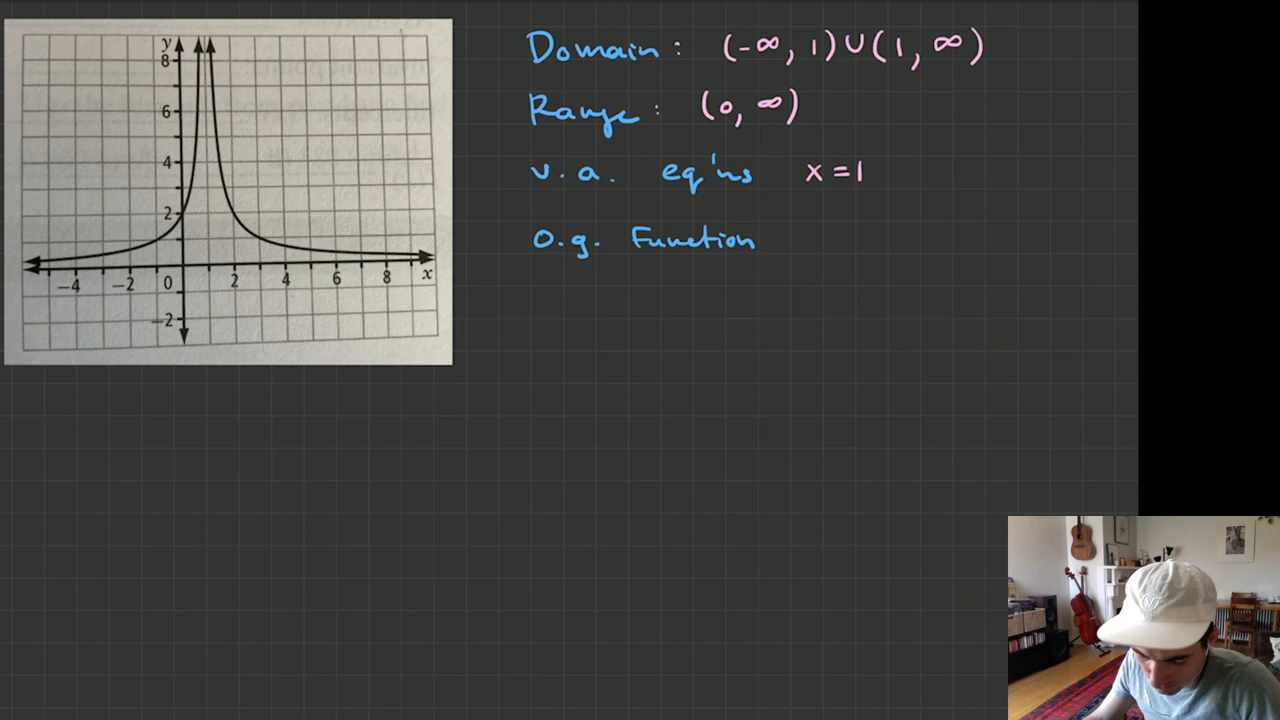 y
8
6
4
2
-4 -2 0 2 4 6 8 x
-2
Domain: (-∞, 1) ∪ (1, ∞)
Range: (0, ∞)
v.a. eq'ns x = 1
o.g. Function